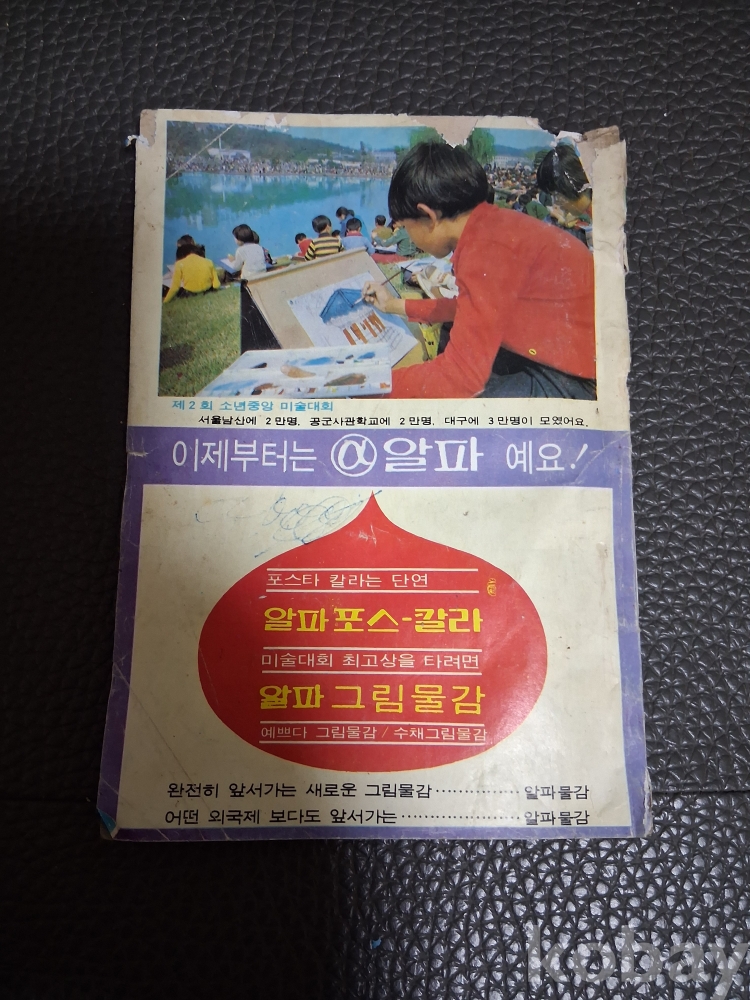 제2회 소년중앙 미술대회
서울남산에 2만명, 공군사관학교에 2만명, 대구에 3만명이 모였어요.
이제부터는 ⓐ알파 예요!
포스타 칼라는 단연
알파포스-칼라
미술대회 최고상을 타려면
알파그림물감
예쁘다 그림물감/수채그림물감
완전히 앞서가는 새로운 그림물감……………알파물감
어떤 외국제 보다도 앞서가는…………………알파물감
kobay